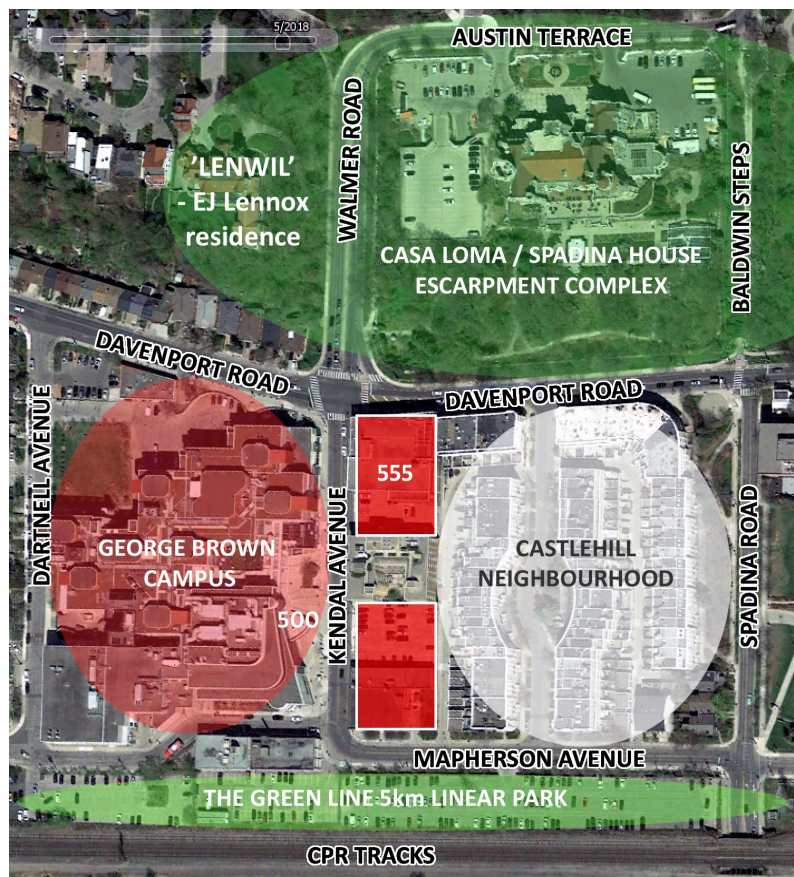 5/2018
AUSTIN TERRACE
WALMER ROAD
'LENWIL'
- EJ Lennox
residence
CASA LOMA / SPADINA HOUSE
ESCARPMENT COMPLEX
BALDWIN STEPS
DAVENPORT ROAD
DAVENPORT ROAD
DARTNELL AVENUE
GEORGE BROWN
CAMPUS
500
KENDAL AVENUE
555
CASTLEHILL
NEIGHBOURHOOD
SPADINA ROAD
MAPHERSON AVENUE
THE GREEN LINE 5km LINEAR PARK
CPR TRACKS